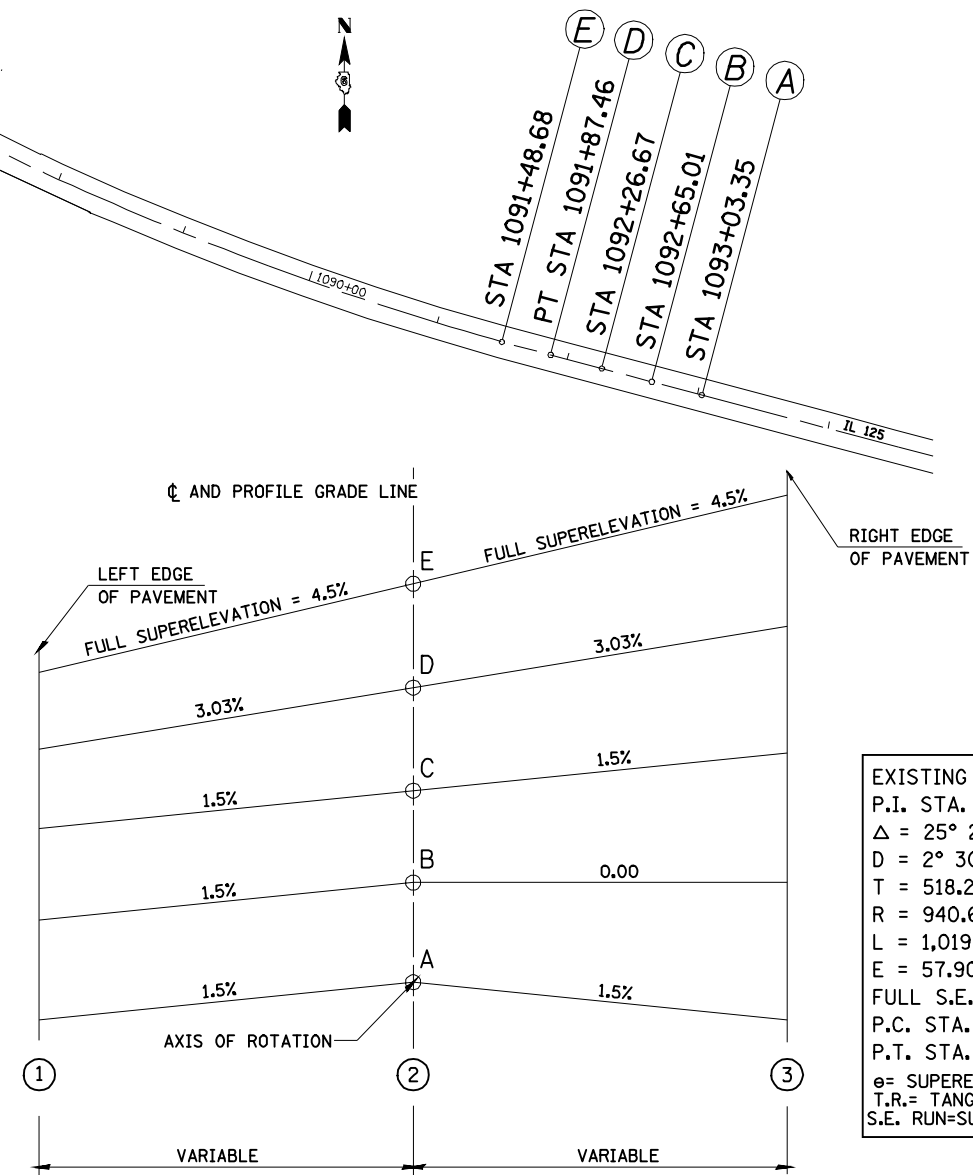 N
E
D
C
B
A
STA 1091+48.68
PT STA 1091+87.46
STA 1092+26.67
STA 1092+65.01
STA 1093+03.35
1090+00
IL 125
℄ AND PROFILE GRADE LINE
LEFT EDGE
OF PAVEMENT
RIGHT EDGE
OF PAVEMENT
FULL SUPERELEVATION = 4.5%
E
FULL SUPERELEVATION = 4.5%
3.03%
D
3.03%
1.5%
C
1.5%
1.5%
B
0.00
1.5%
A
1.5%
AXIS OF ROTATION
1
2
3
VARIABLE
VARIABLE
EXISTING
P.I. STA.
Δ = 25° 2
D = 2° 30
T = 518.2
R = 940.6
L = 1,019
E = 57.90
FULL S.E.
P.C. STA.
P.T. STA.
e= SUPERE
T.R.= TANG
S.E. RUN=SU